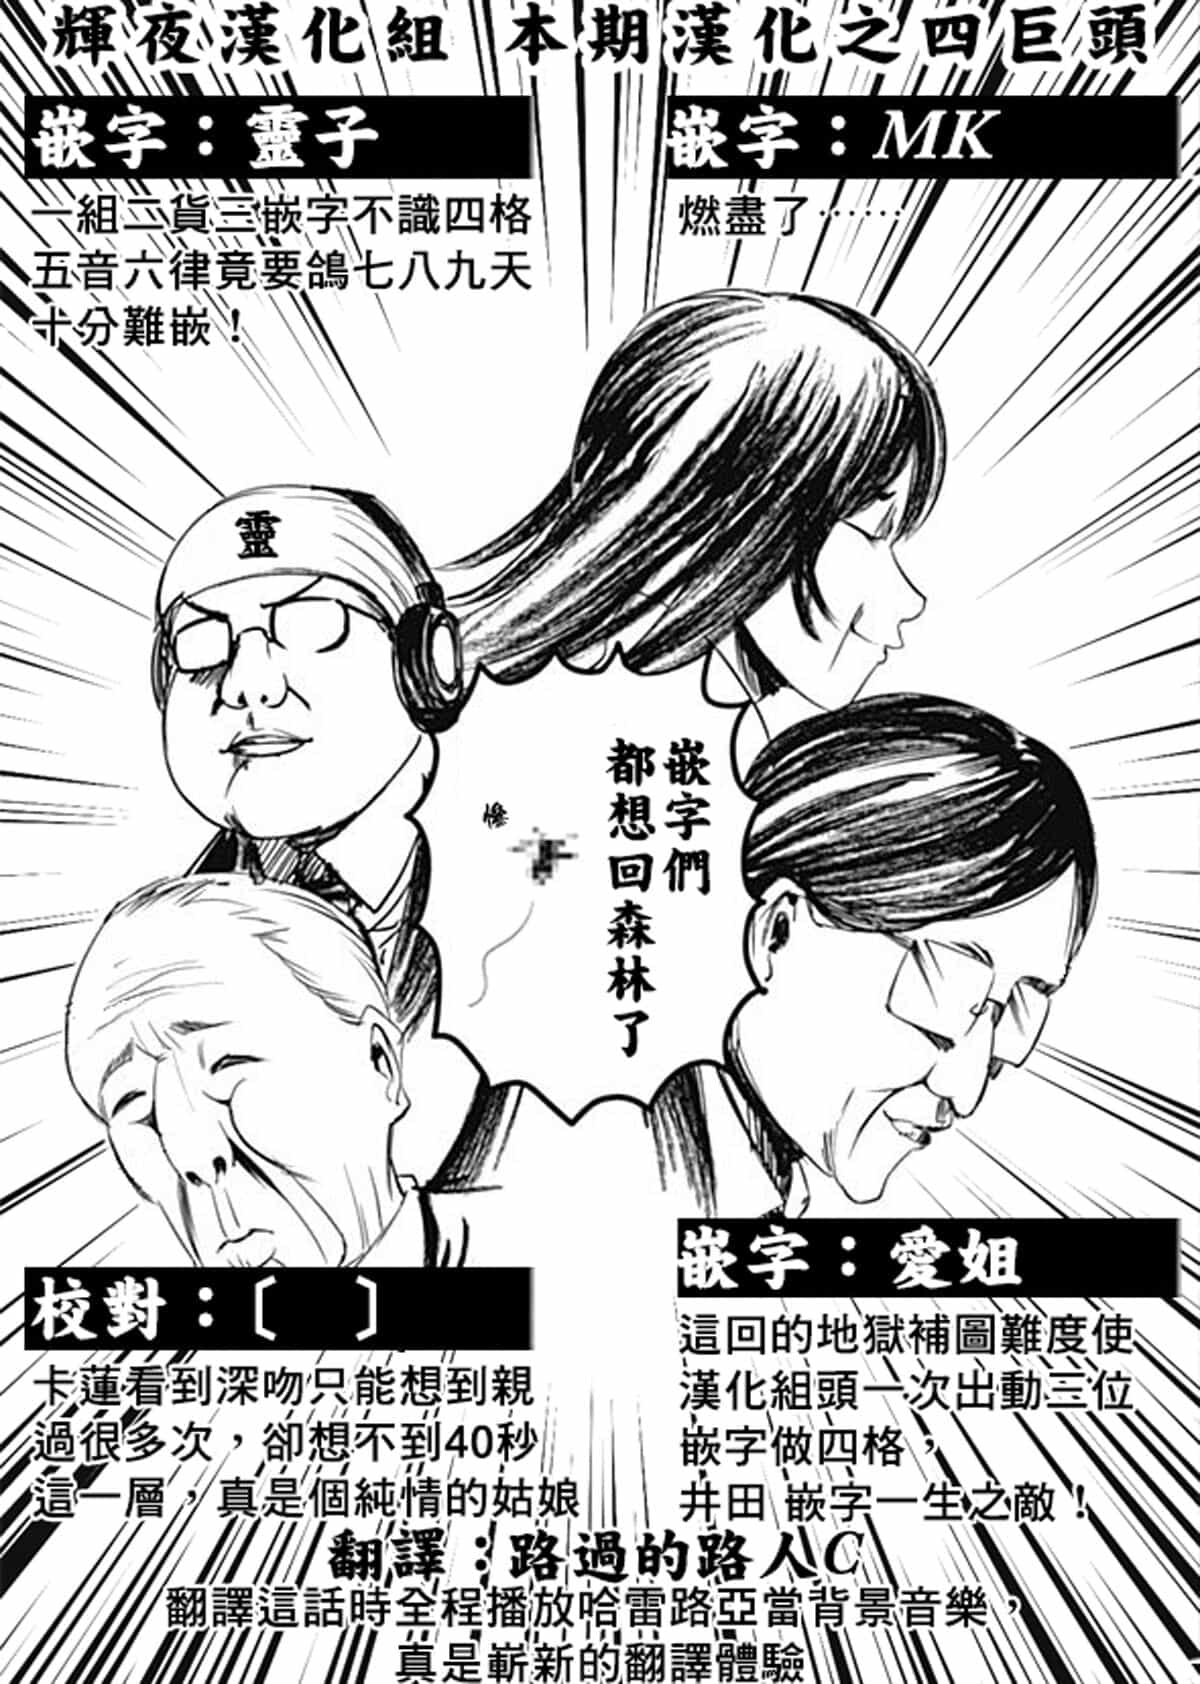 輝夜漢化組 本期漢化之四巨頭
嵌字：靈子
一組二貨三嵌字不識四格
五音六律竟要鴿七八九天
十分難嵌！
嵌字：MK
燃盡了……
靈
嵌字們
都想回森林了
慘
校對：〔　〕
卡蓮看到深吻只能想到親
過很多次，卻想不到40秒
這一層，真是個純情的姑娘
嵌字：愛姐
這回的地獄補圖難度使
漢化組頭一次出動三位
嵌字做四格，
井田 嵌字一生之敵！
翻譯：路過的路人C
翻譯這話時全程播放哈雷路亞當背景音樂，
真是嶄新的翻譯體驗